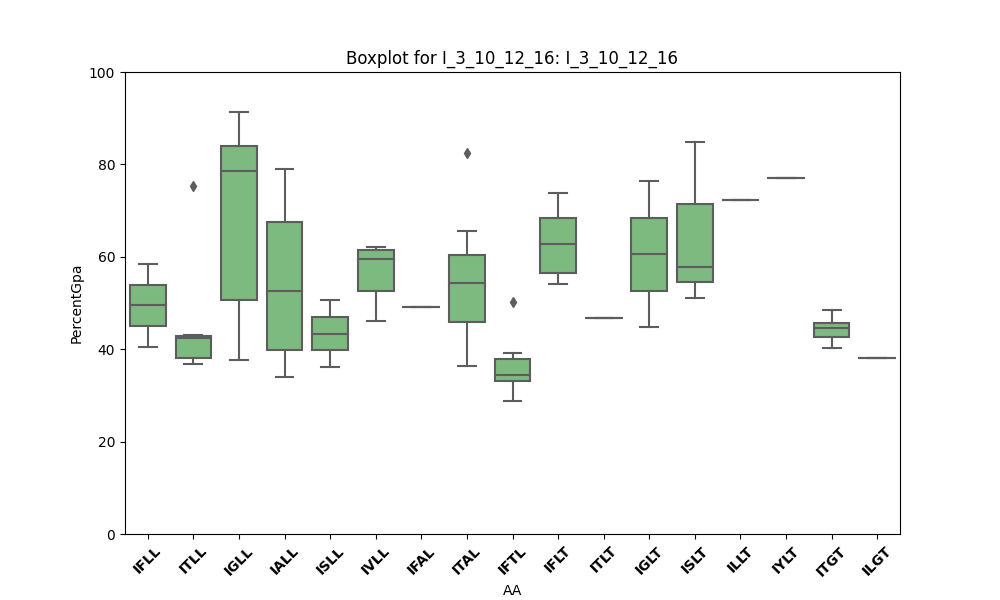 Boxplot for I_3_10_12_16: I_3_10_12_16
PercentGpa
100
80
60
40
20
0
IFLL ITLL IGLL IALL ISLL IVLL IFAL ITAL IFTL IFLT ITLT IGLT ISLT ILLT IYLT ITGT ILGT
AA